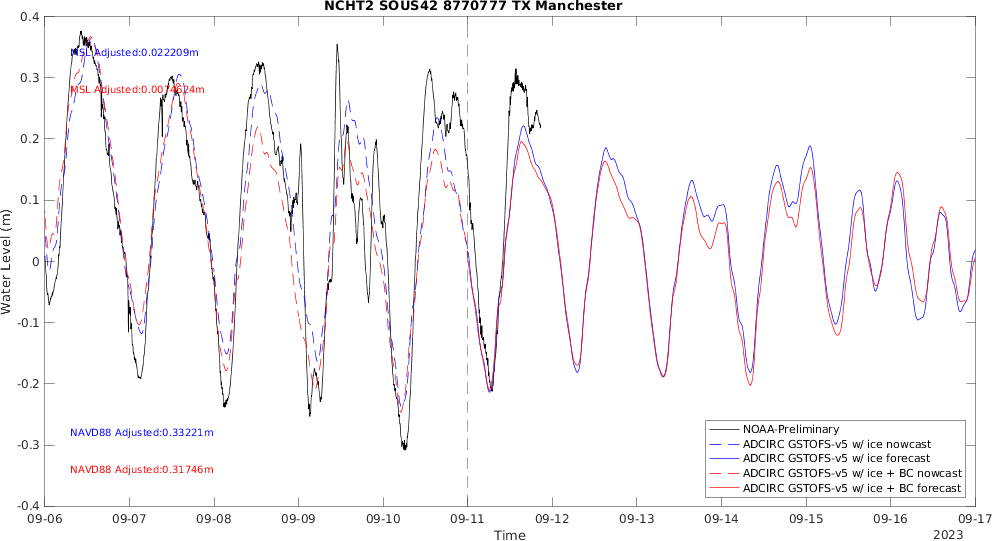 NCHT2 SOUS42 8770777 TX Manchester
0.4
0.3
0.2
0.1
0
-0.1
-0.2
-0.3
-0.4
Water Level (m)
MSL Adjusted:0.022209m
MSL Adjusted:0.0074624m
NAVD88 Adjusted:0.33221m
NAVD88 Adjusted:0.31746m
NOAA-Preliminary
ADCIRC GSTOFS-v5 w/ ice nowcast
ADCIRC GSTOFS-v5 w/ ice forecast
ADCIRC GSTOFS-v5 w/ ice + BC nowcast
ADCIRC GSTOFS-v5 w/ ice + BC forecast
09-06 09-07 09-08 09-09 09-10 09-11 09-12 09-13 09-14 09-15 09-16 09-17
Time
2023